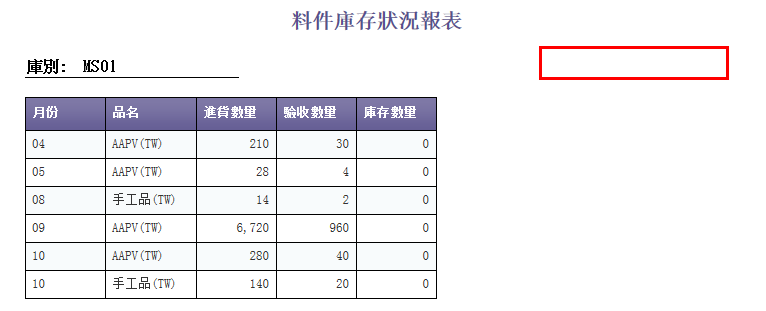 料件庫存狀況報表
庫別: MS01
月份 品名 進貨數量 驗收數量 庫存數量
04 AAPV(TW) 210 30 0
05 AAPV(TW) 28 4 0
08 手工品(TW) 14 2 0
09 AAPV(TW) 6,720 960 0
10 AAPV(TW) 280 40 0
10 手工品(TW) 140 20 0